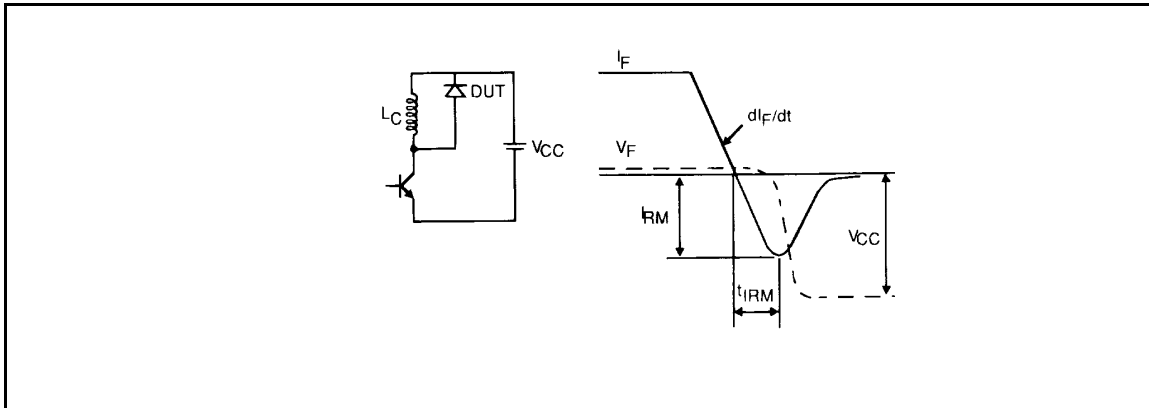 DUT
LC
VCC
IF
dIF/dt
VF
IRM
VCC
tIRM